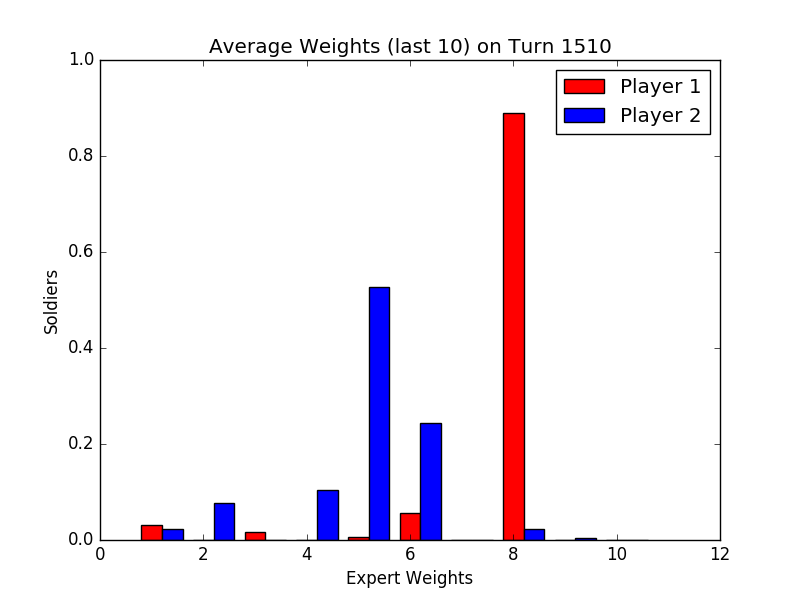 Average Weights (last 10) on Turn 1510
1.0
0.8
0.6
0.4
0.2
0.0
Soldiers
Player 1
Player 2
0 2 4 6 8 10 12
Expert Weights